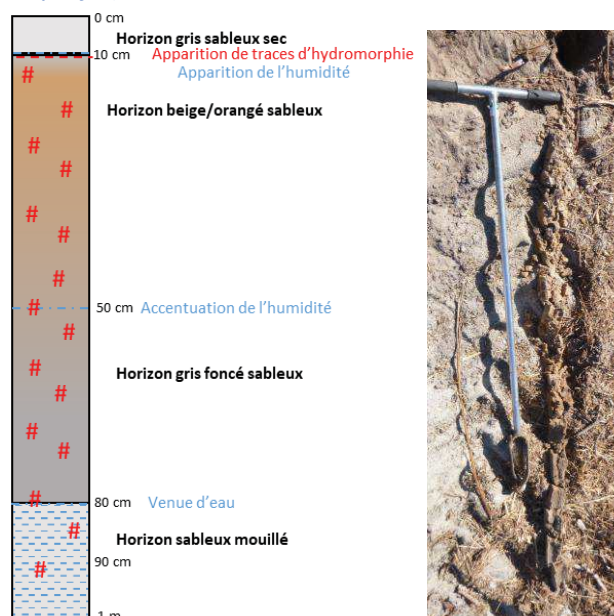 0 cm
Horizon gris sableux sec
10 cm
Apparition de traces d'hydromorphie
Apparition de l'humidité
#
Horizon beige/orangé sableux
#
#
#
#
#
#
50 cm Accentuation de l'humidité
#
#
#
Horizon gris foncé sableux
#
#
#
80 cm Venue d'eau
#
#
Horizon sableux mouillé
90 cm
#
1 m